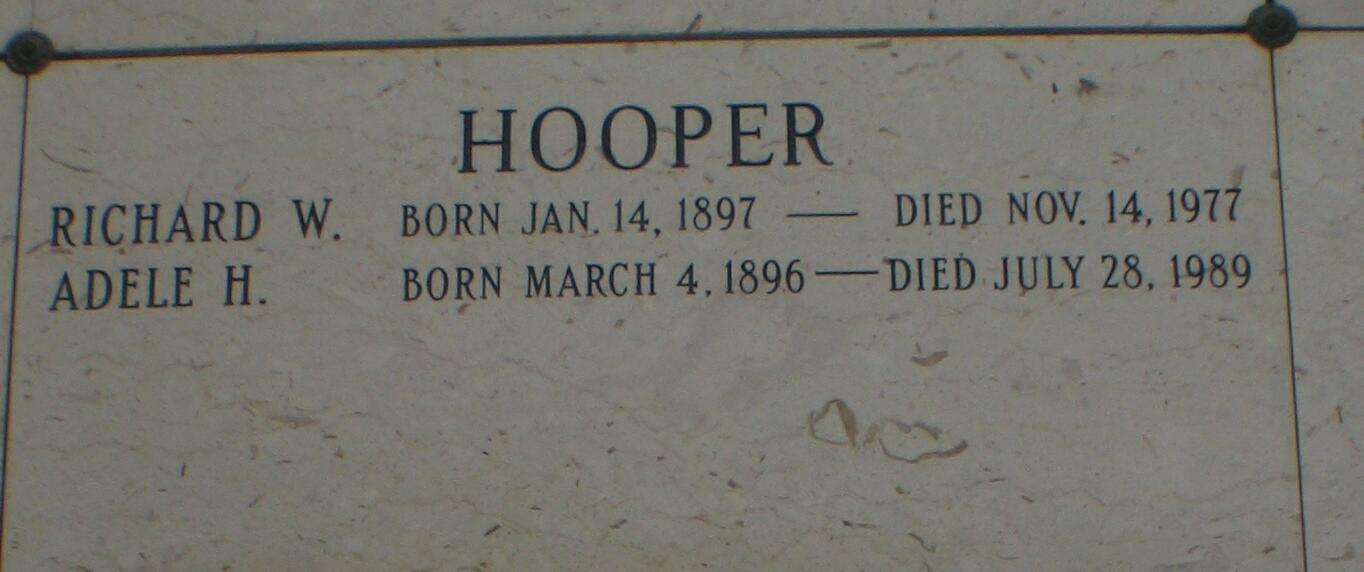 HOOPER
RICHARD W. BORN JAN. 14, 1897 — DIED NOV. 14, 1977
ADELE H. BORN MARCH 4, 1896 — DIED JULY 28, 1989